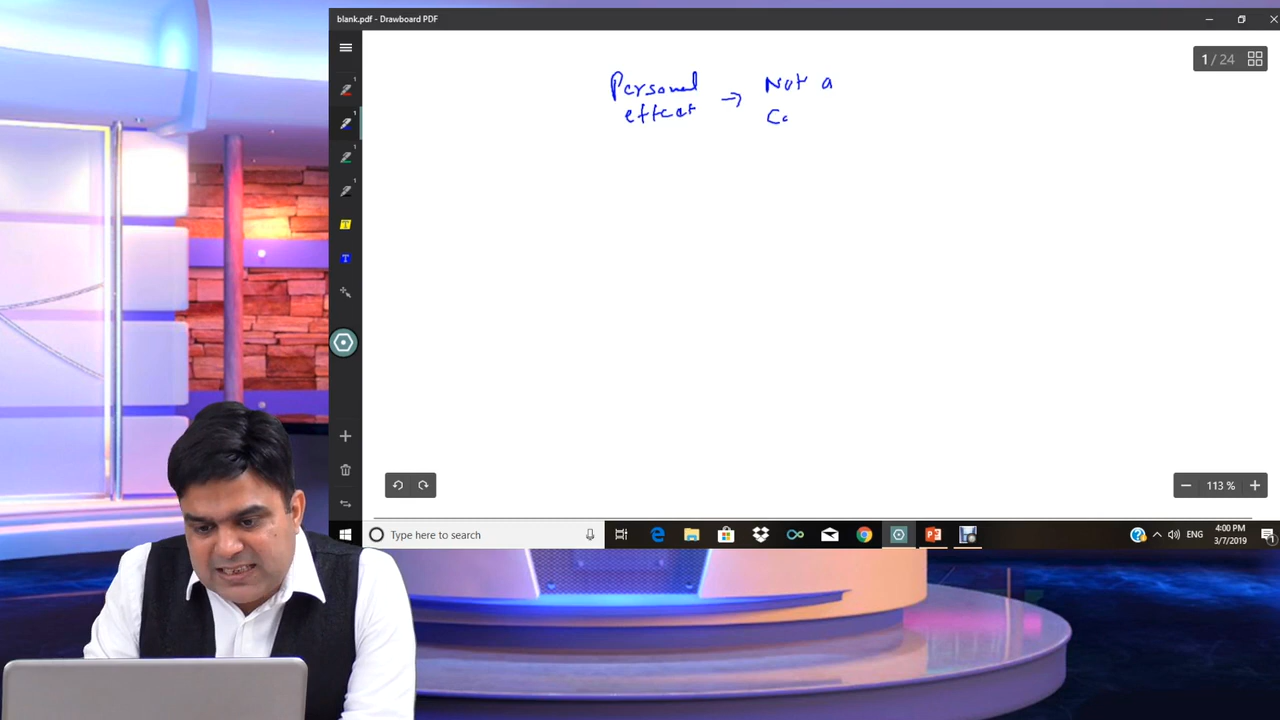 blank.pdf - Drawboard PDF
1 / 24
Personal
effect → Not a
Ca
113 %
Type here to search
ENG
4:00 PM
3/7/2019